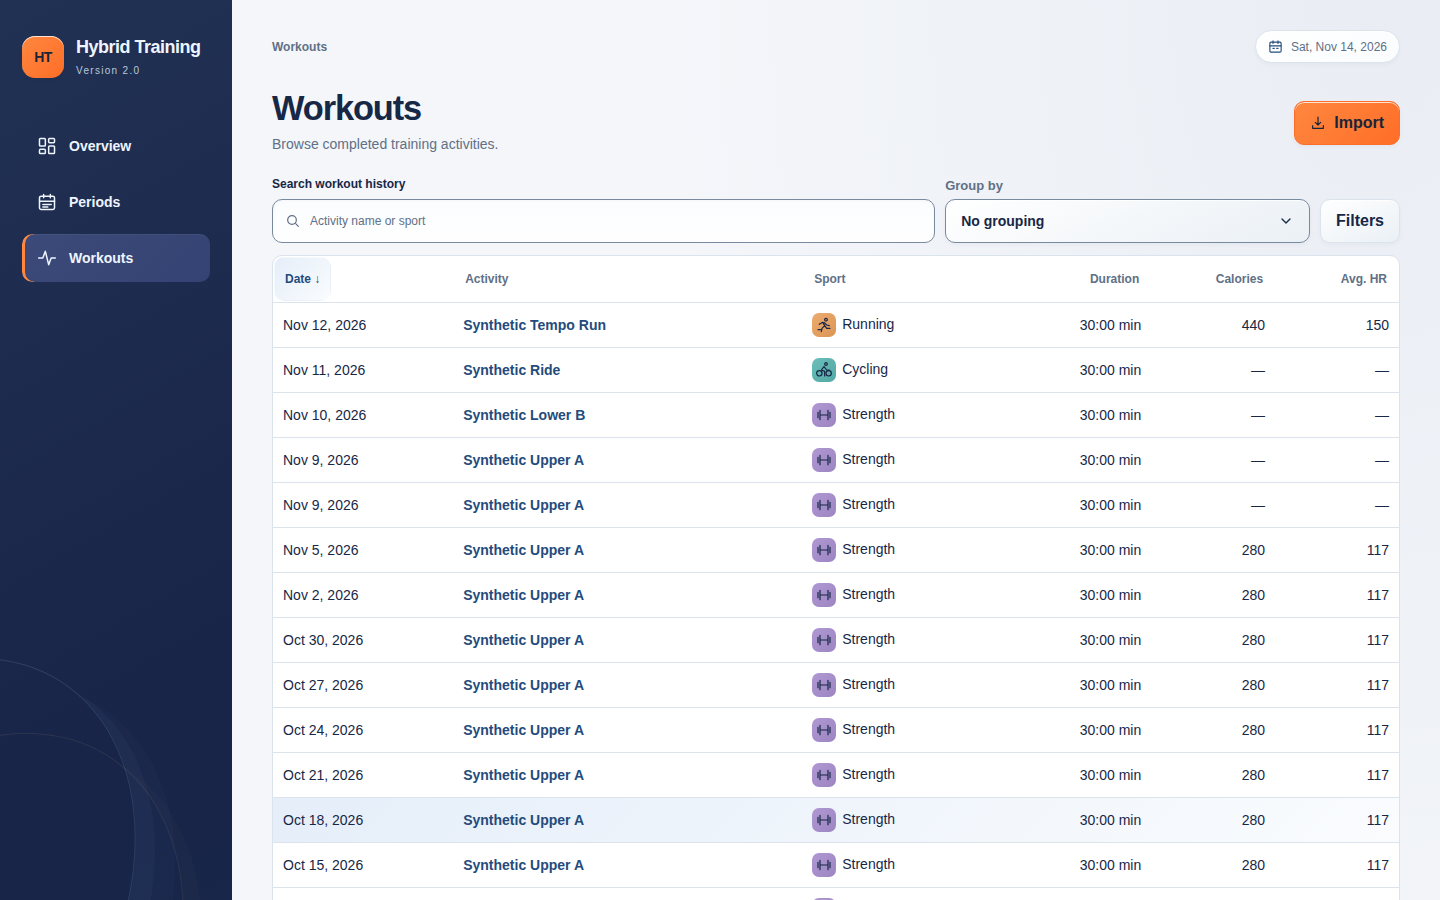 HT
Hybrid Training
Version 2.0
Overview
Periods
Workouts
Workouts
Sat, Nov 14, 2026
Workouts
Browse completed training activities.
Import
Search workout history
Activity name or sport
Group by
No grouping
Filters
Date ↓ Activity Sport Duration Calories Avg. HR
Nov 12, 2026 Synthetic Tempo Run Running 30:00 min 440 150
Nov 11, 2026 Synthetic Ride Cycling 30:00 min — —
Nov 10, 2026 Synthetic Lower B Strength 30:00 min — —
Nov 9, 2026 Synthetic Upper A Strength 30:00 min — —
Nov 9, 2026 Synthetic Upper A Strength 30:00 min — —
Nov 5, 2026 Synthetic Upper A Strength 30:00 min 280 117
Nov 2, 2026 Synthetic Upper A Strength 30:00 min 280 117
Oct 30, 2026 Synthetic Upper A Strength 30:00 min 280 117
Oct 27, 2026 Synthetic Upper A Strength 30:00 min 280 117
Oct 24, 2026 Synthetic Upper A Strength 30:00 min 280 117
Oct 21, 2026 Synthetic Upper A Strength 30:00 min 280 117
Oct 18, 2026 Synthetic Upper A Strength 30:00 min 280 117
Oct 15, 2026 Synthetic Upper A Strength 30:00 min 280 117